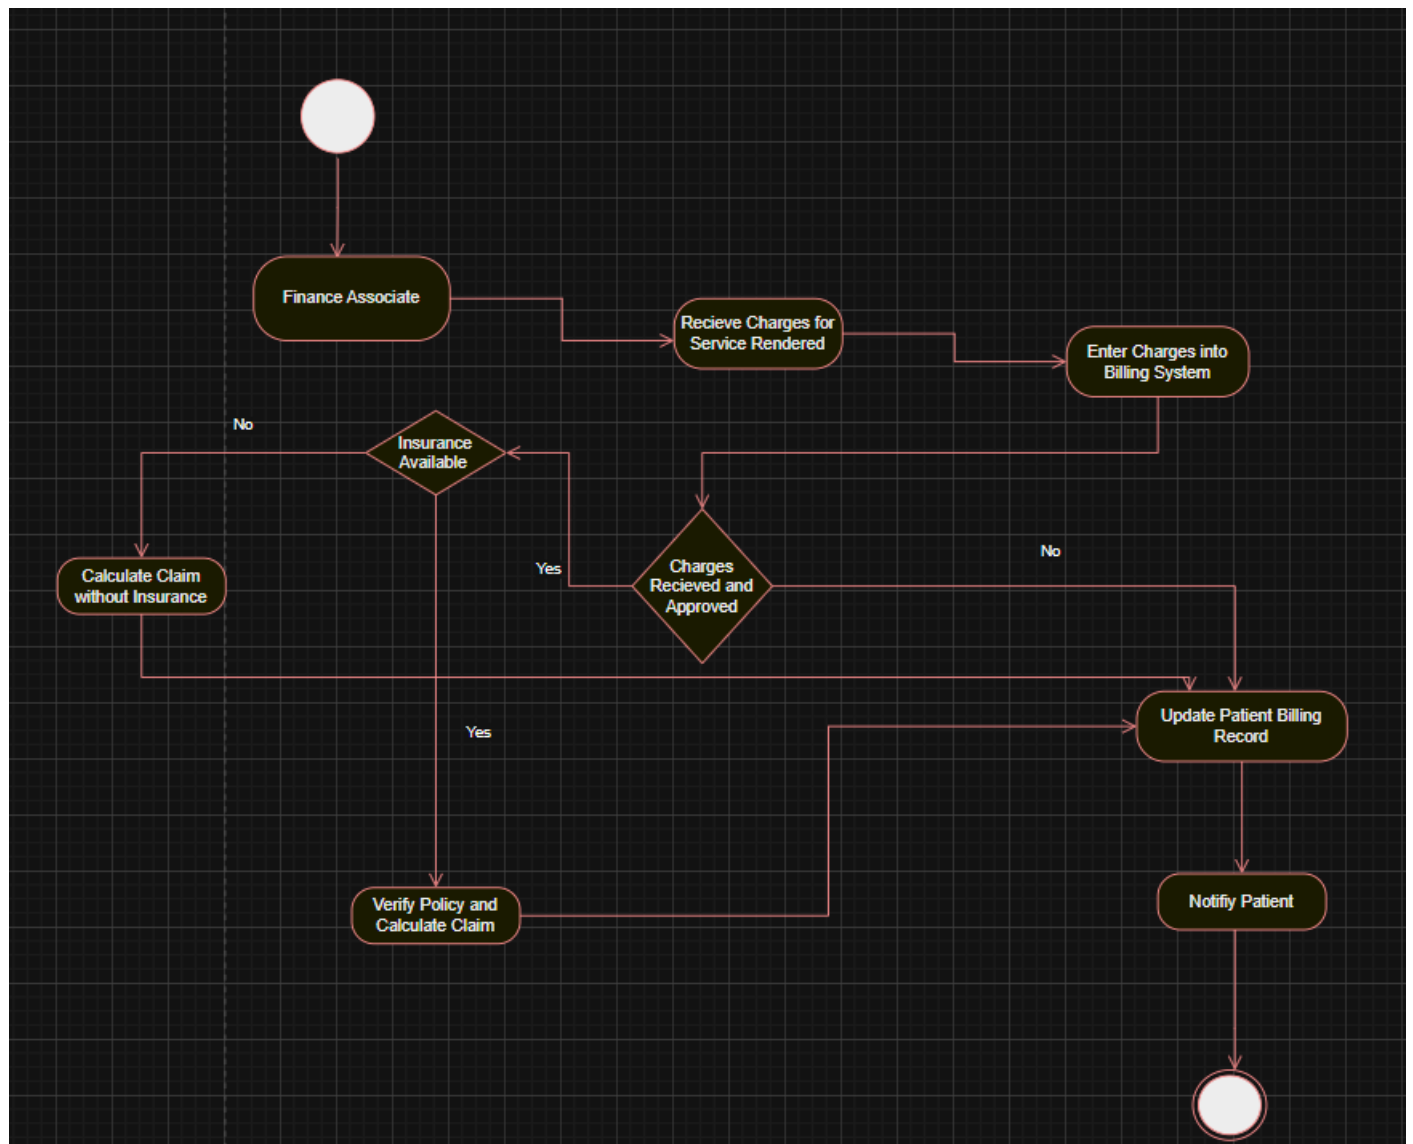 Finance Associate
Recieve Charges for
Service Rendered
Enter Charges into
Billing System
No
Insurance
Available
Yes
Charges
Recieved and
Approved
No
Calculate Claim
without Insurance
Yes
Update Patient Billing
Record
Verify Policy and
Calculate Claim
Notifiy Patient